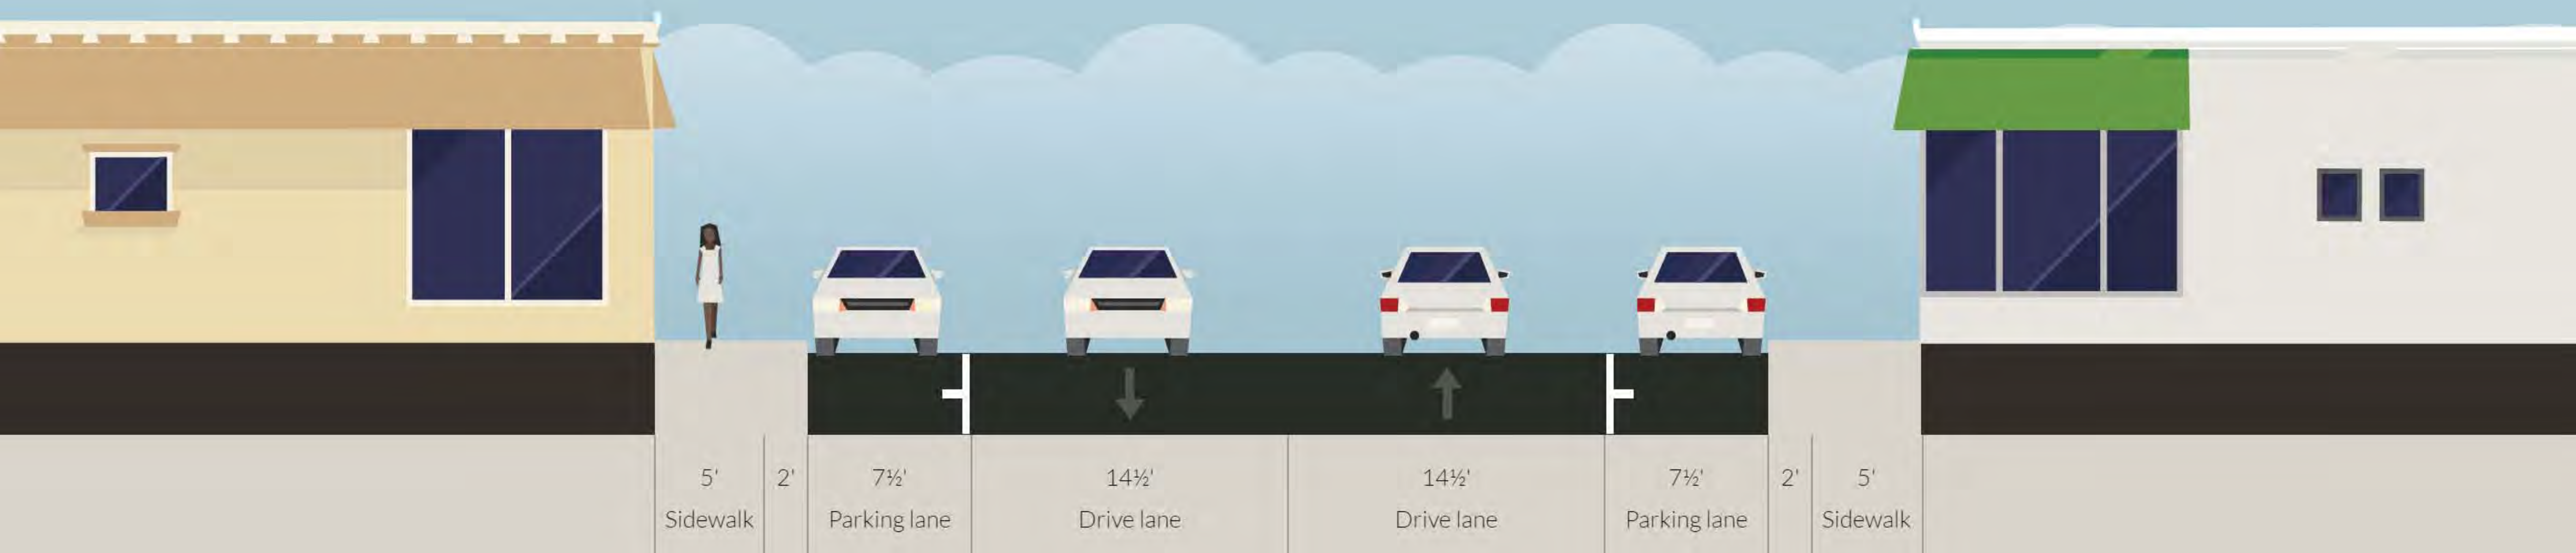 5' 2' 7½' 14½' 14½' 7½' 2' 5'
Sidewalk Parking lane Drive lane Drive lane Parking lane Sidewalk